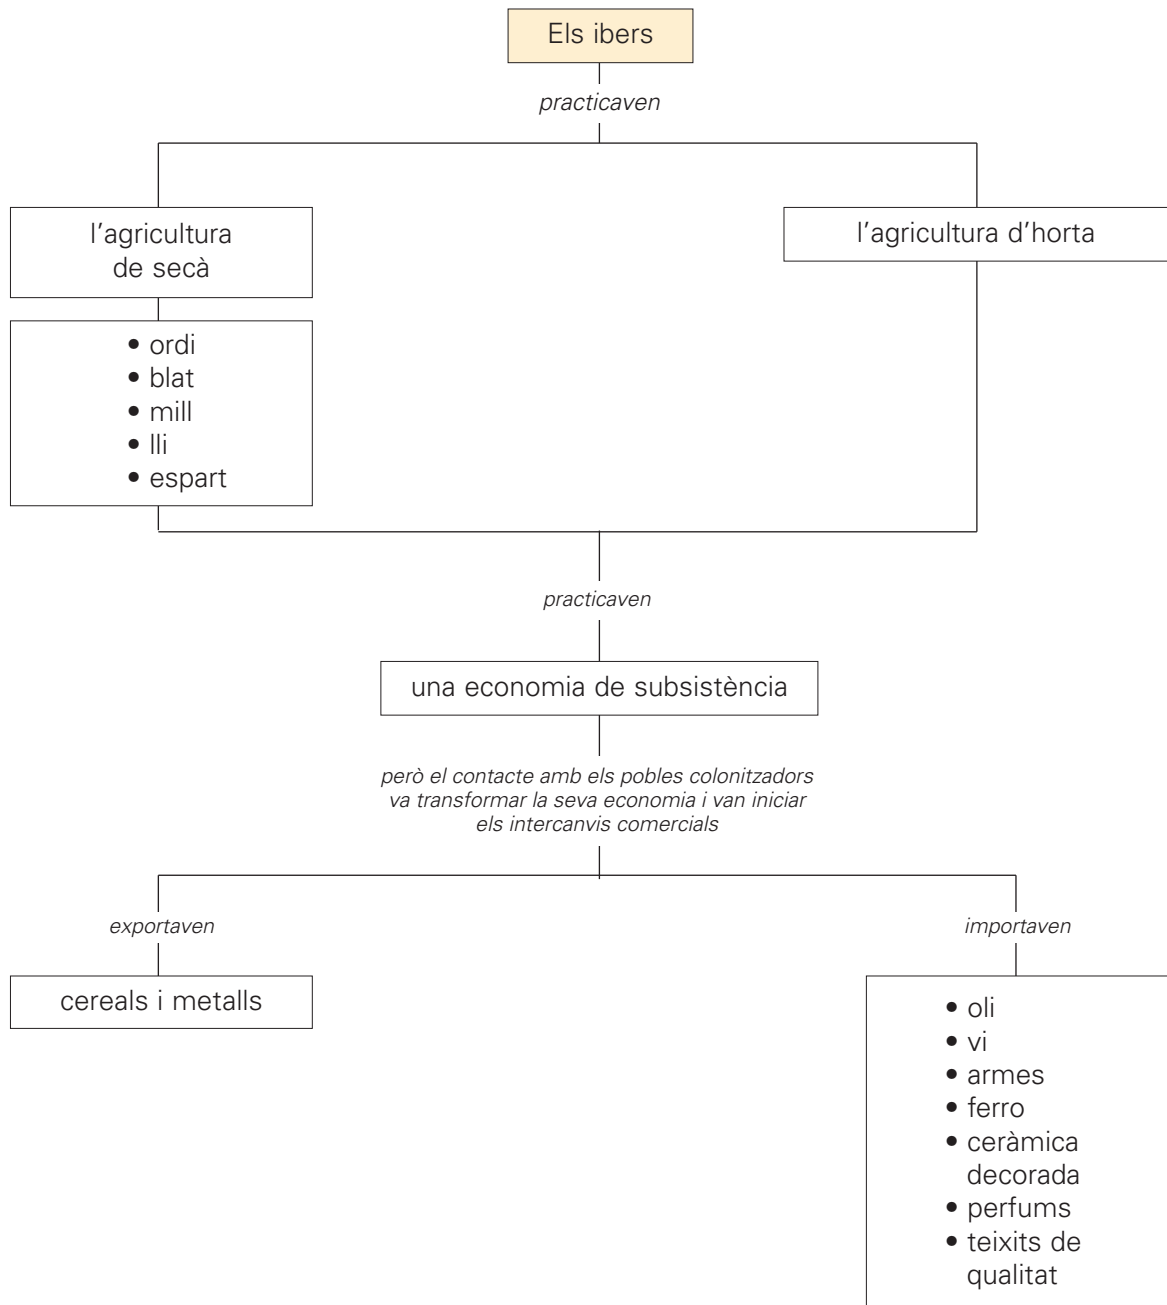 Els ibers
practicaven
l'agricultura
de secà
l'agricultura d'horta
• ordi
• blat
• mill
• lli
• espart
practicaven
una economia de subsistència
però el contacte amb els pobles colonitzadors
va transformar la seva economia i van iniciar
els intercanvis comercials
exportaven
importaven
cereals i metalls
• oli
• vi
• armes
• ferro
• ceràmica
decorada
• perfums
• teixits de
qualitat